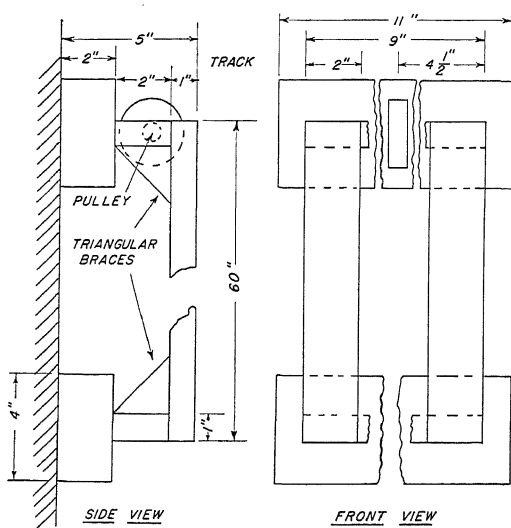 5"
2"
2"
1"
TRACK
PULLEY
TRIANGULAR
BRACES
60"
4"
1"
SIDE VIEW
11"
9"
2"
4 1/2"
FRONT VIEW